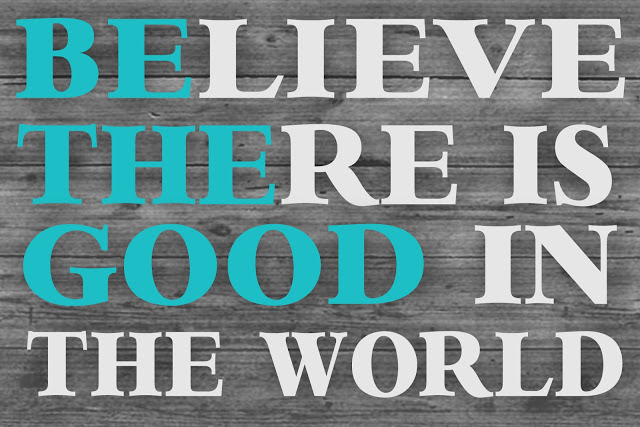 BELIEVE
THERE IS
GOOD IN
THE WORLD